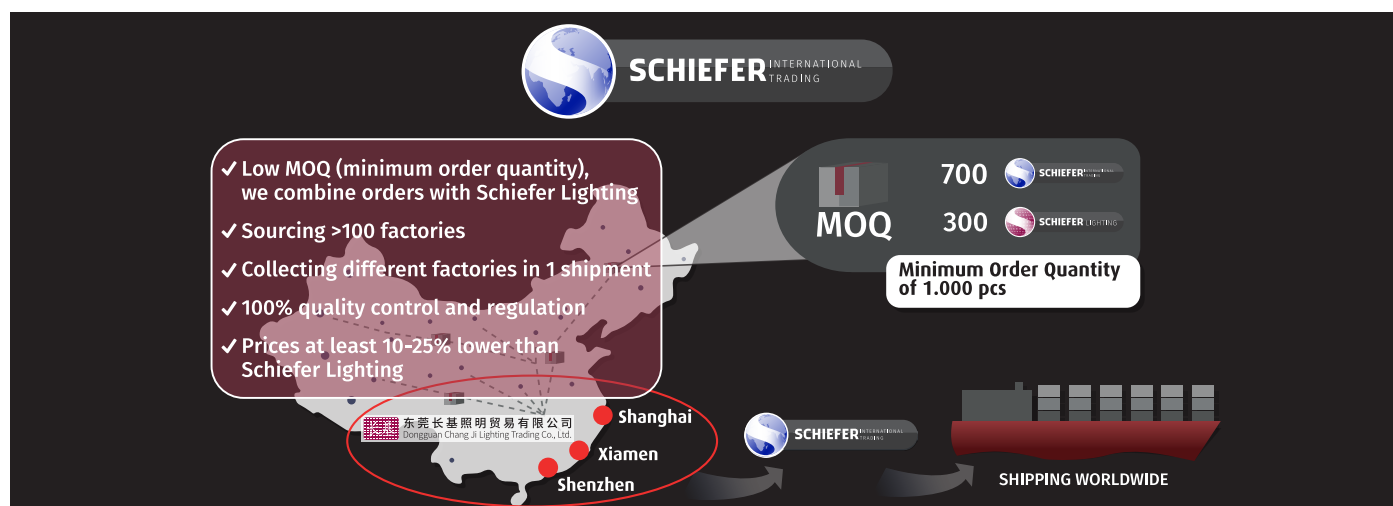 SCHIEFER INTERNATIONAL
TRADING
✓ Low MOQ (minimum order quantity),
we combine orders with Schiefer Lighting
✓ Sourcing >100 factories
✓ Collecting different factories in 1 shipment
✓ 100% quality control and regulation
✓ Prices at least 10-25% lower than
Schiefer Lighting
MOQ
700 SCHIEFER INTERNATIONAL
TRADING
300 SCHIEFER LIGHTING
Minimum Order Quantity
of 1.000 pcs
东莞长基照明贸易有限公司
Dongguan Chang Ji Lighting Trading Co., Ltd.
Shanghai
Xiamen
Shenzhen
SCHIEFER INTERNATIONAL
TRADING
SHIPPING WORLDWIDE